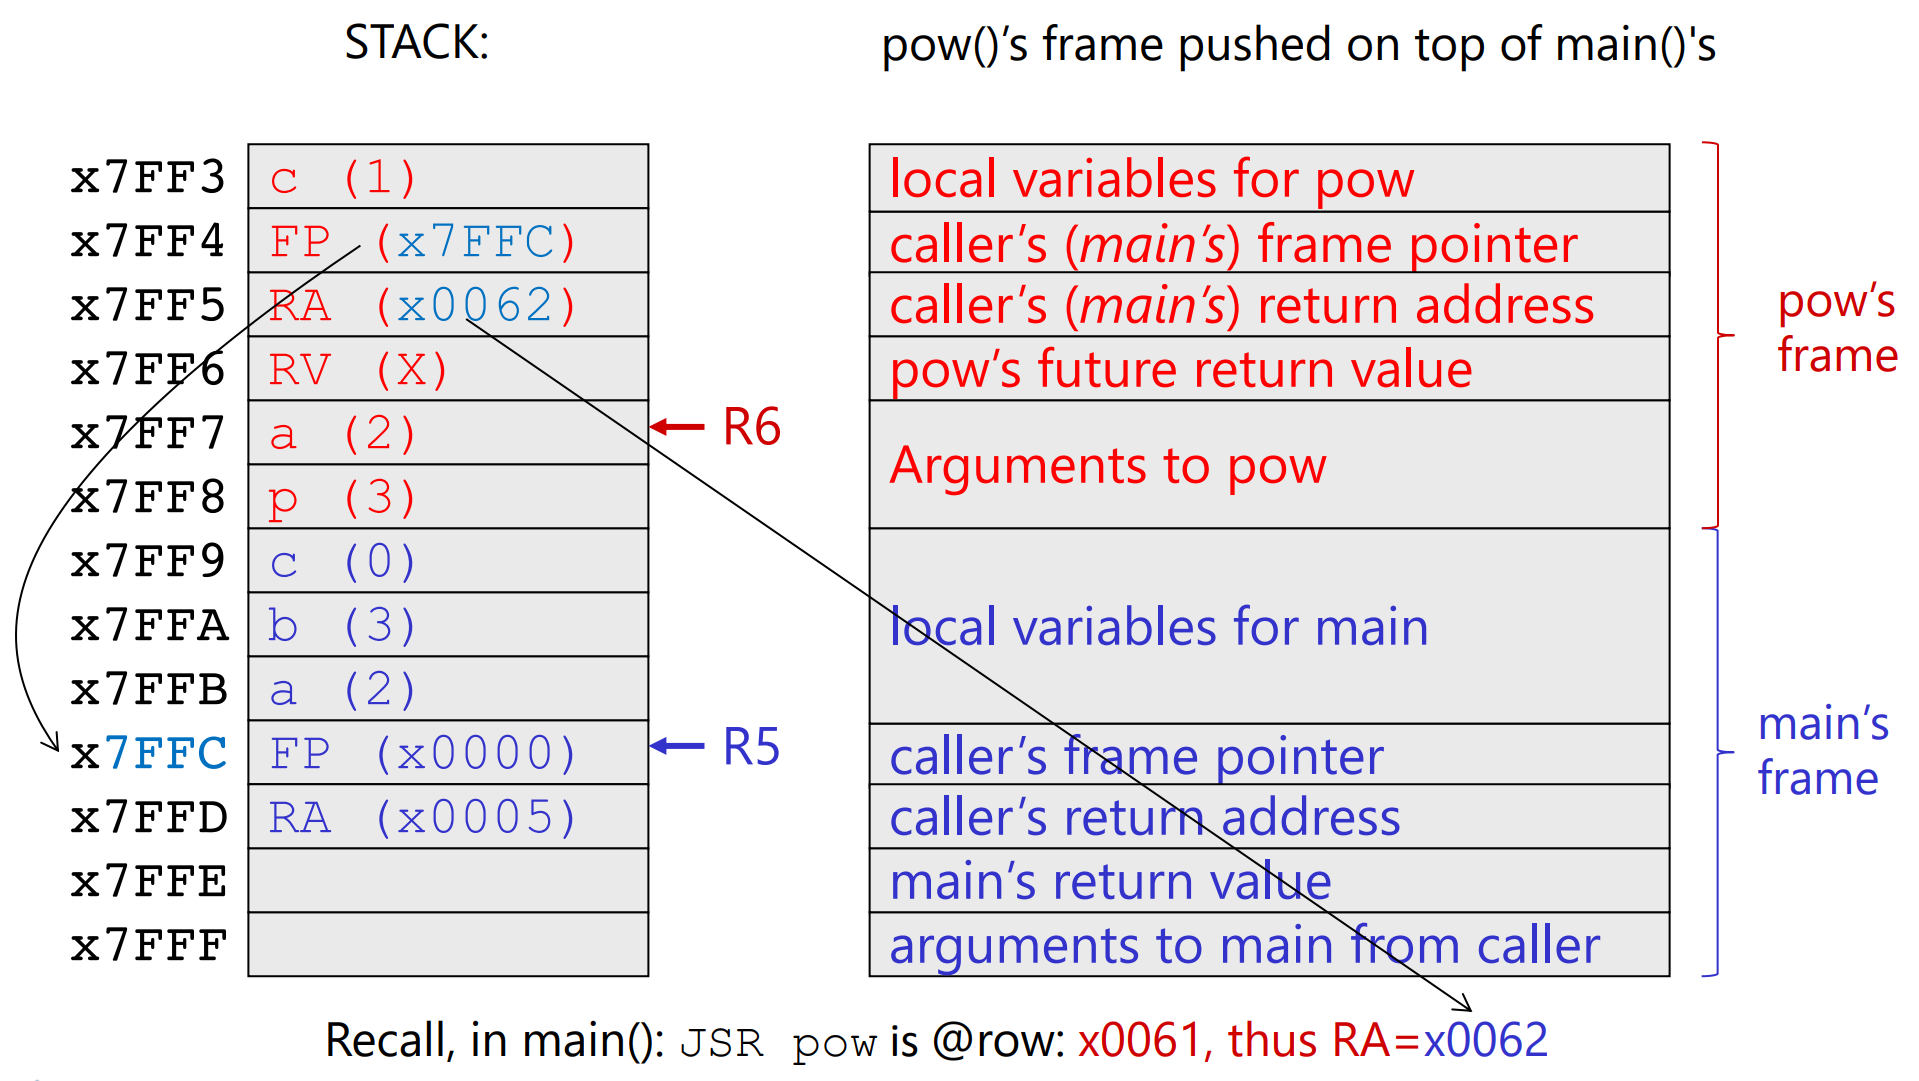 STACK:
pow()’s frame pushed on top of main()'s
x7FF3 c (1) local variables for pow
x7FF4 FP (x7FFC) caller’s (main’s) frame pointer
x7FF5 RA (x0062) caller’s (main’s) return address
x7FF6 RV (X) pow’s future return value
x7FF7 a (2) R6
x7FF8 p (3)
Arguments to pow
pow’s
frame
x7FF9 c (0)
x7FFA b (3) local variables for main
x7FFB a (2)
x7FFC FP (x0000) R5 caller’s frame pointer
x7FFD RA (x0005) caller’s return address
x7FFE main’s return value
x7FFF arguments to main from caller
main’s
frame
Recall, in main(): JSR pow is @row: x0061, thus RA=x0062